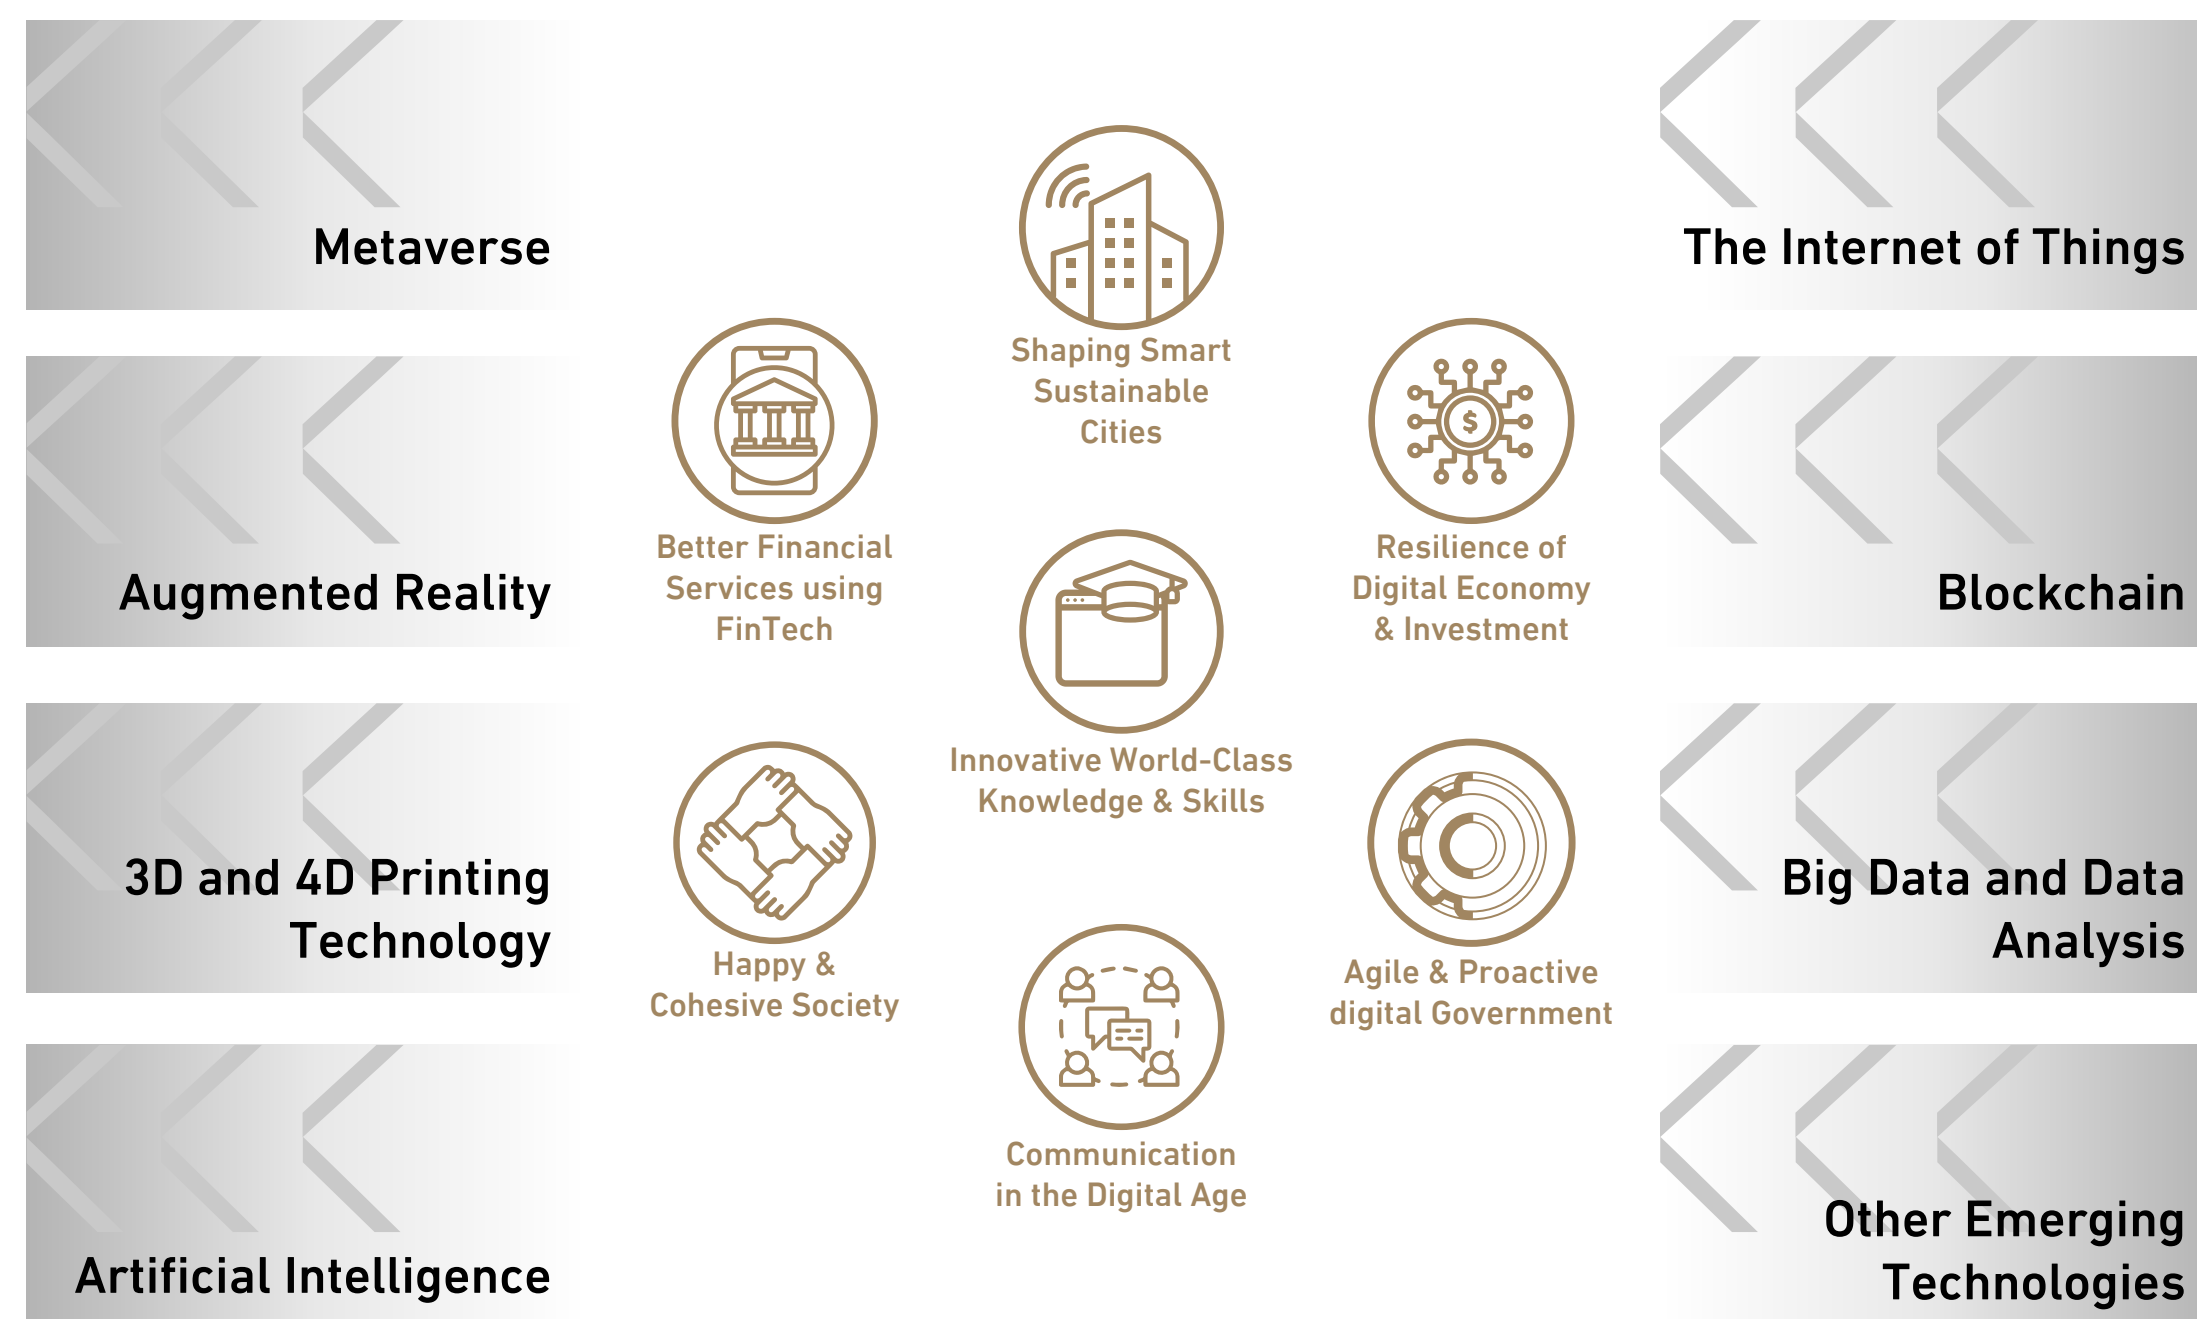 Metaverse
Augmented Reality
3D and 4D Printing
Technology
Artificial Intelligence
Shaping Smart
Sustainable
Cities
Better Financial
Services using
FinTech
$
Resilience of
Digital Economy
& Investment
Innovative World-Class
Knowledge & Skills
Happy &
Cohesive Society
Agile & Proactive
digital Government
Communication
in the Digital Age
The Internet of Things
Blockchain
Big Data and Data
Analysis
Other Emerging
Technologies